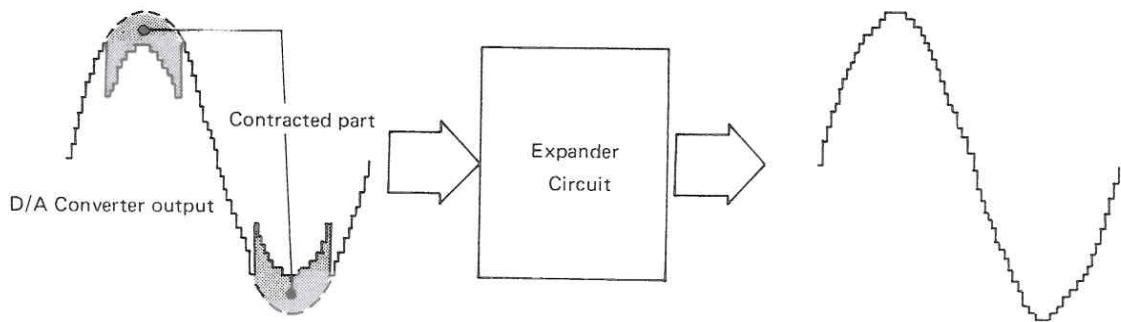 Contracted part
D/A Converter output
Expander
Circuit